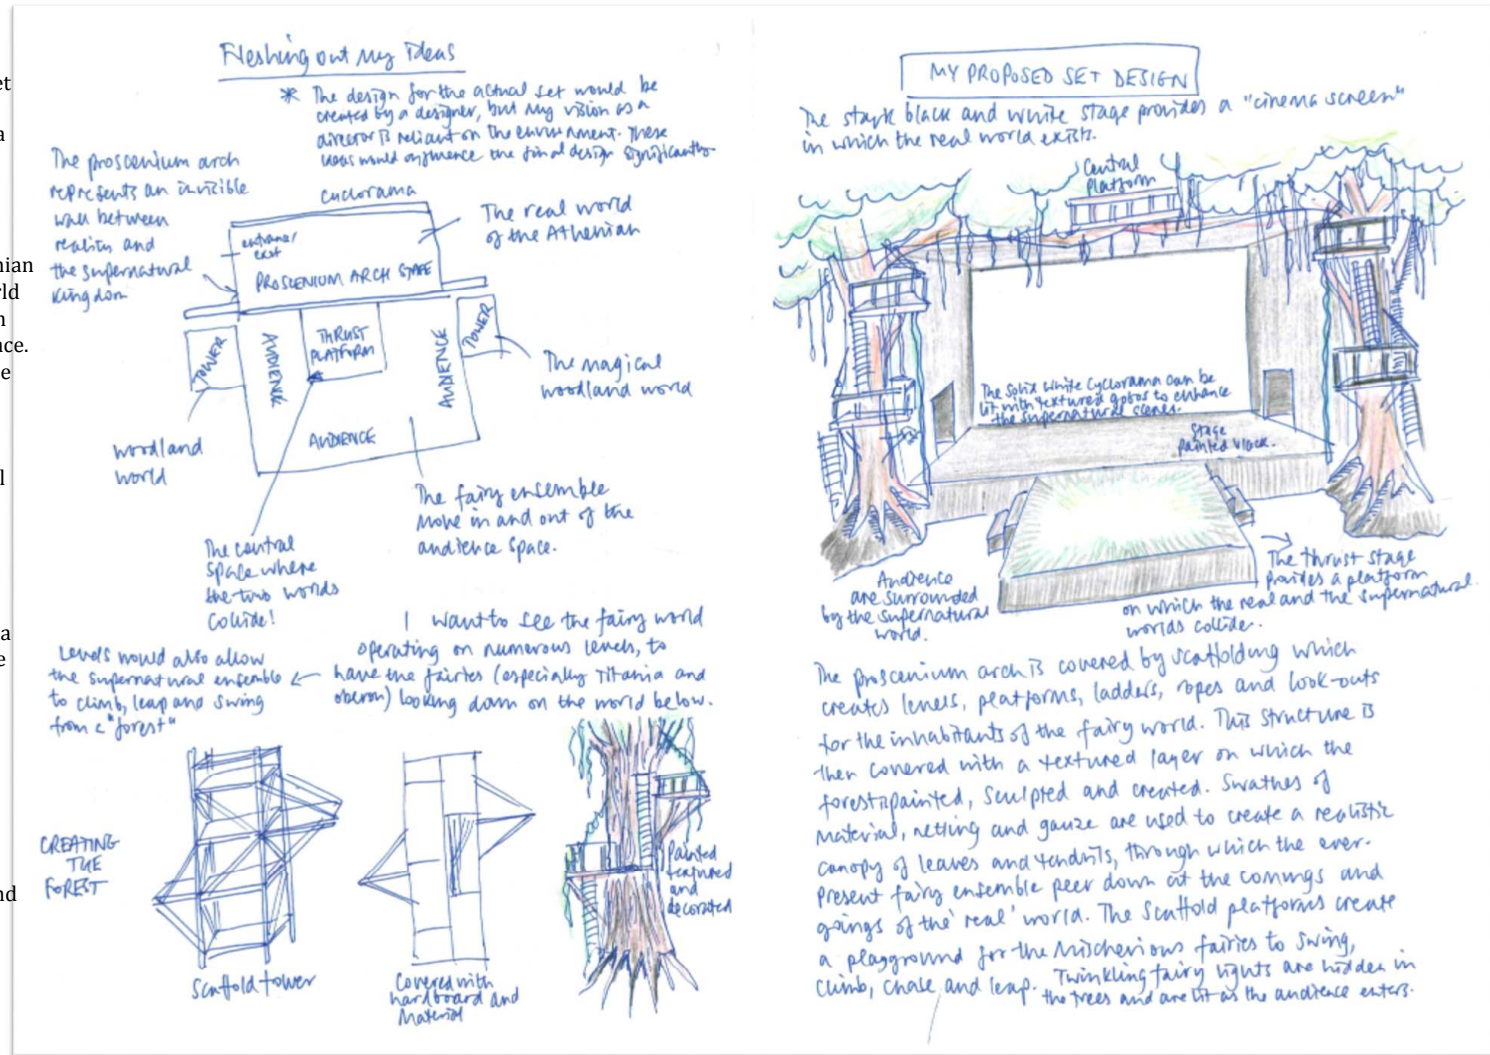 et
a
nian
rld
n
nce.
e
l
a
e
nd
Fleshing out my ideas
* The design for the actual set would be
created by a designer, but my vision as a
director is reliant on the environment. These
ideas would influence the final design significantly
The proscenium arch
represents an invisible
wall between
realism and
the supernatural
kingdom
cyclorama
The real world
of the Athenian
entrance/
exit
PROSCENIUM ARCH STAGE
TOWER
AUDIENCE
THRUST
PLATFORM
AUDIENCE
TOWER
The magical
woodland world
AUDIENCE
woodland
world
The fairy ensemble
move in and out of the
audience space.
The central
space where
the two worlds
collide!
I want to see the fairy world
operating on numerous levels, to
have the fairies (especially Titania and
oberon) looking down on the world below.
Levels would also allow
the supernatural ensemble
to climb, leap and swing
from a "forest"
CREATING
THE
FOREST
Scaffold tower
Covered with
hardboard and
Material
Painted
textured
and
decorated
MY PROPOSED SET DESIGN
The stark black and white stage provides a "cinema screen"
in which the real world exists.
Central
Platform
The solid white cyclorama can be
lit with textured gobos to enhance
the supernatural scenes.
Stage
painted black.
Audience
are surrounded
by the supernatural
world.
The thrust stage
provides a platform
on which the real and the supernatural
worlds collide.
The proscenium arch is covered by scaffolding which
creates levels, platforms, ladders, ropes and look-outs
for the inhabitants of the fairy world. This structure is
then covered with a textured layer on which the
forest is painted, sculpted and created. Swathes of
material, netting and gauze are used to create a realistic
canopy of leaves and tendrils, through which the ever-
present fairy ensemble peer down at the comings and
goings of the 'real' world. The scaffold platforms create
a playground for the mischevious fairies to swing,
climb, chase and leap. Twinkling fairy lights are hidden in
the trees and are lit as the audience enters.